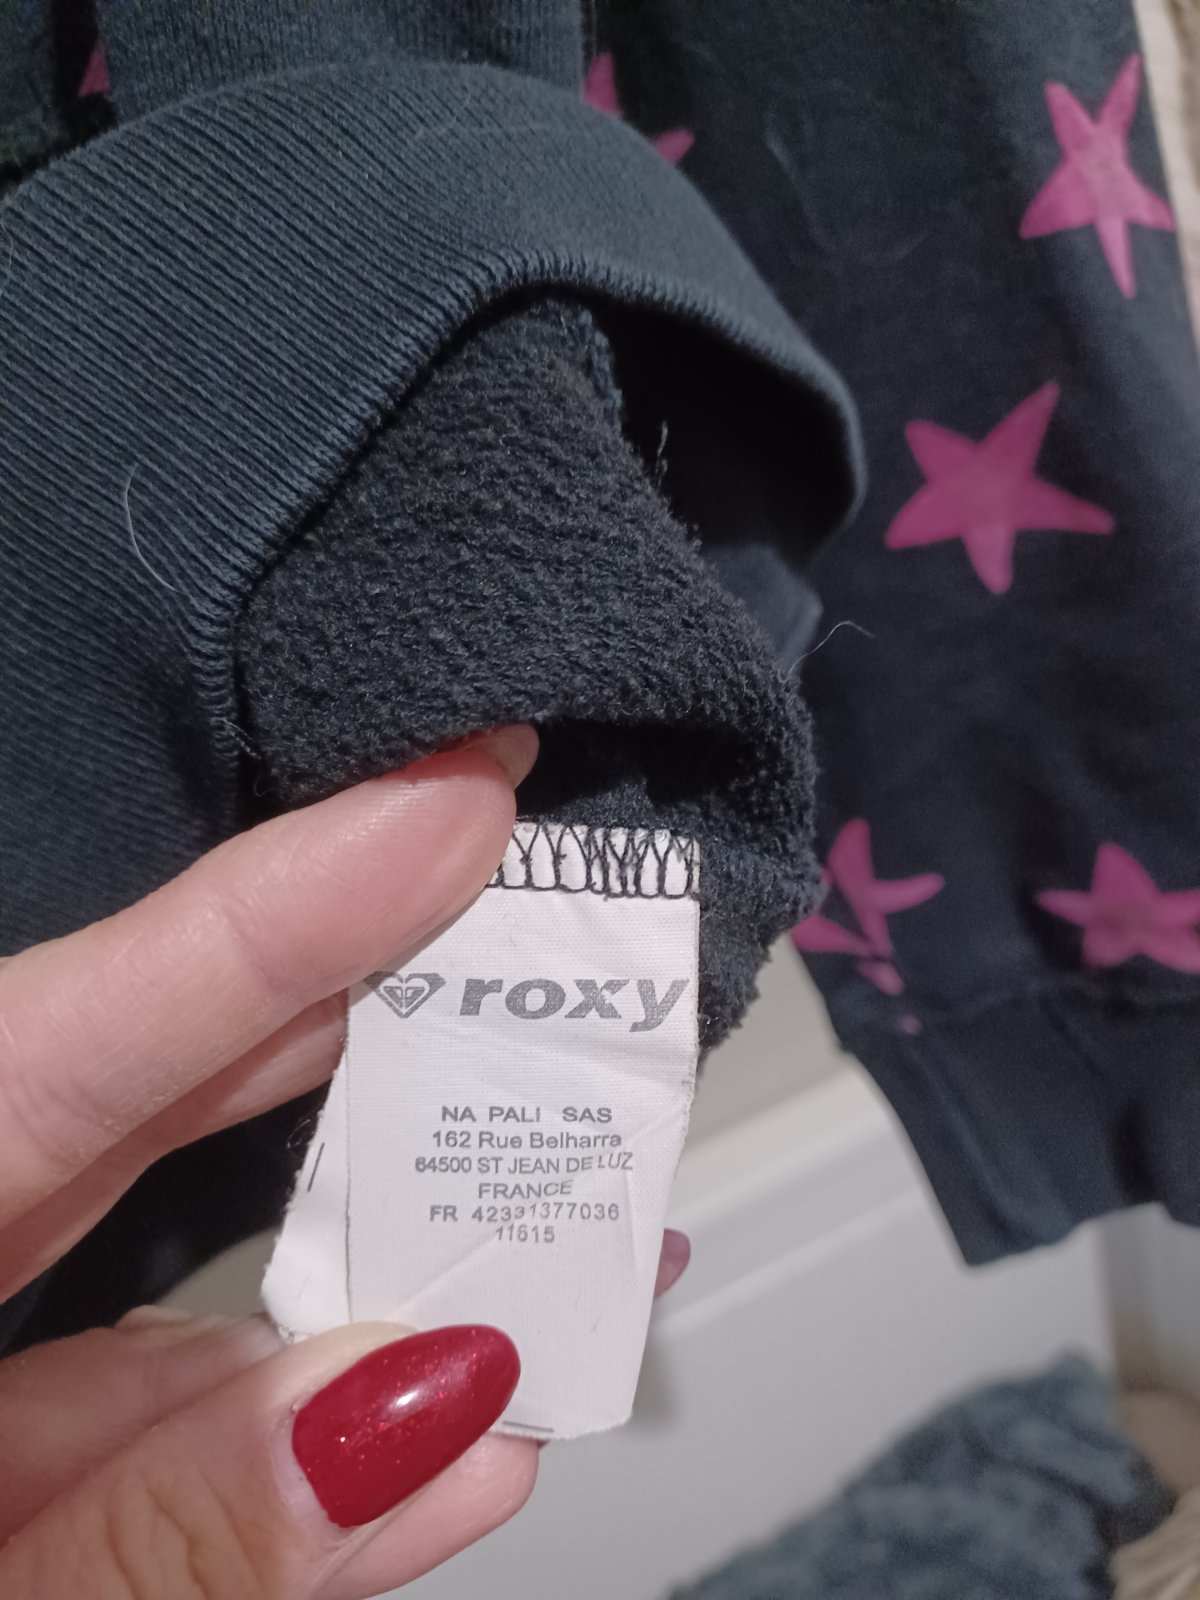 roxy
NA PALI SAS
162 Rue Belharra
64500 ST JEAN DE LUZ
FRANCE
FR 42331377036
11615